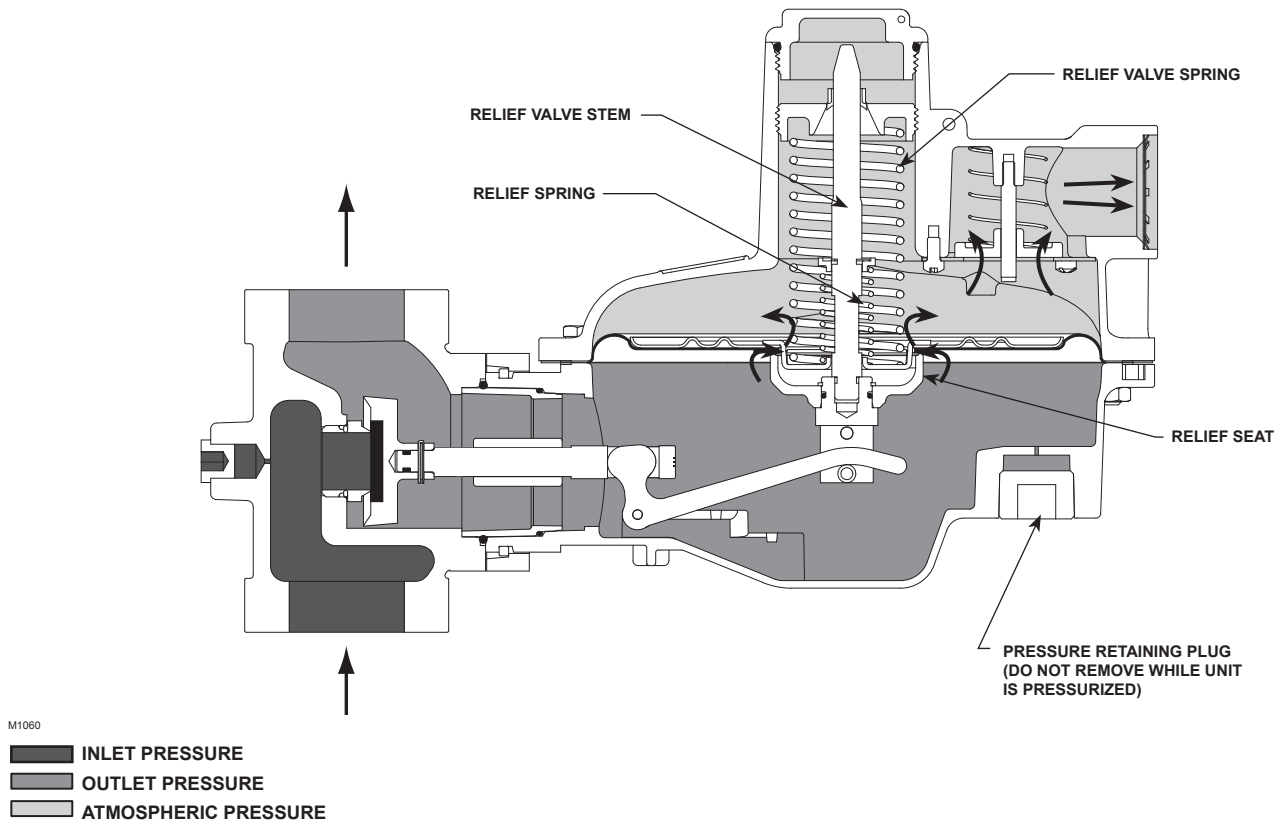 RELIEF VALVE SPRING
RELIEF VALVE STEM
RELIEF SPRING
RELIEF SEAT
PRESSURE RETAINING PLUG
(DO NOT REMOVE WHILE UNIT
IS PRESSURIZED)
M1060
INLET PRESSURE
OUTLET PRESSURE
ATMOSPHERIC PRESSURE